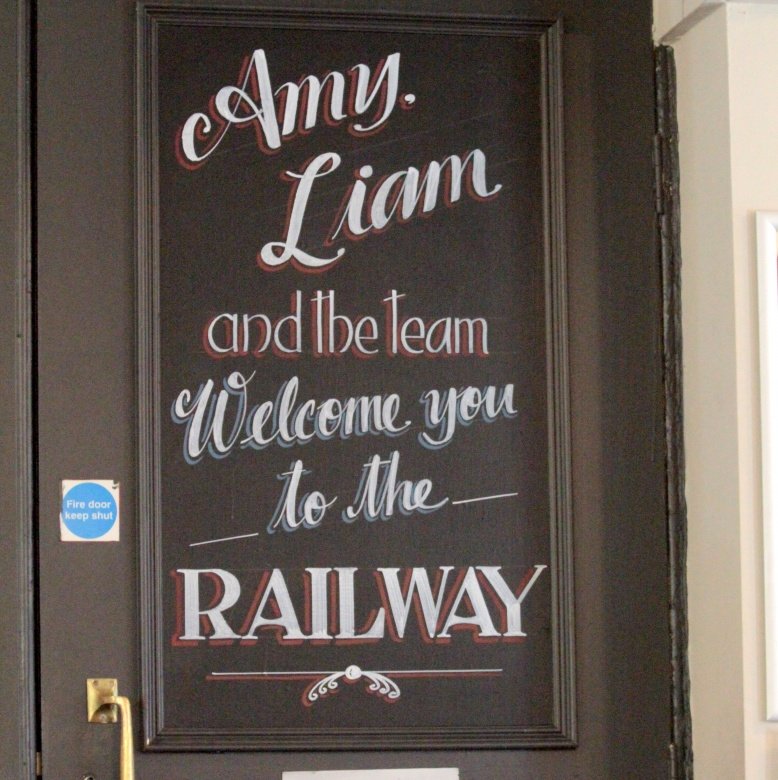 Amy,
Liam
and the team
Welcome you
to the
RAILWAY
Fire door
keep shut